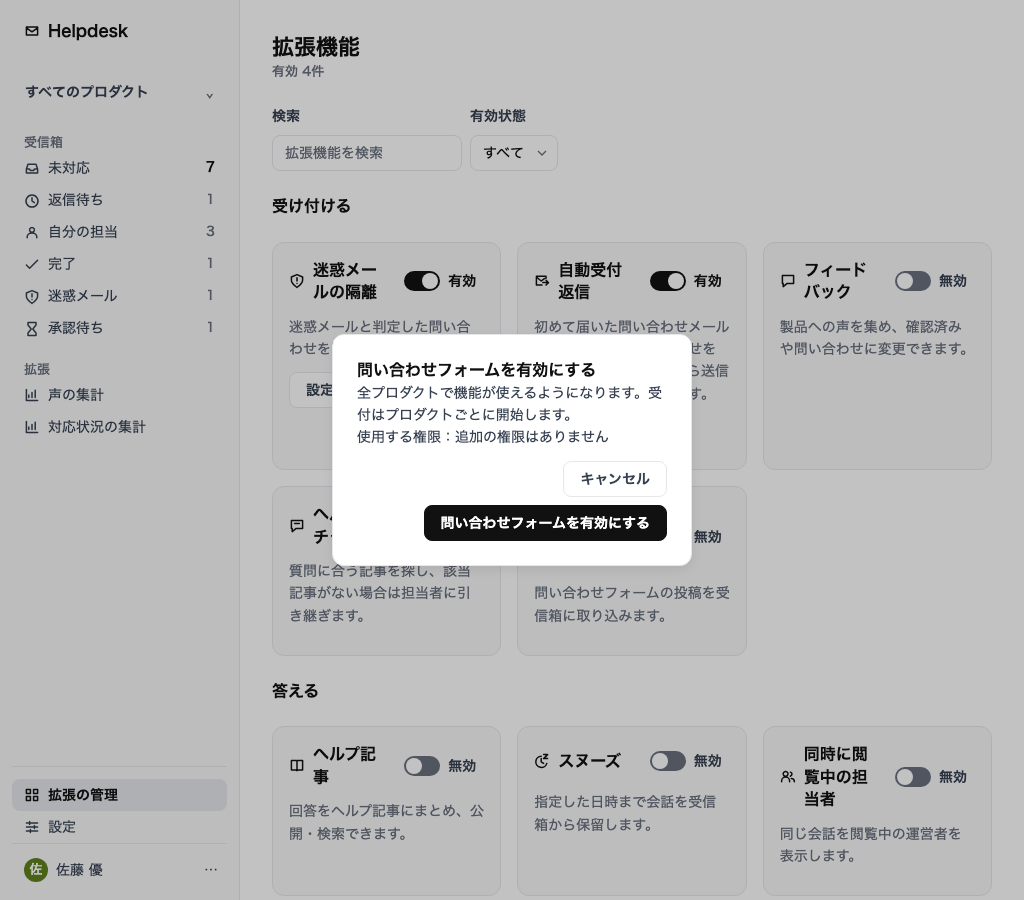 Helpdesk
すべてのプロダクト
受信箱
未対応 7
返信待ち 1
自分の担当 3
完了 1
迷惑メール 1
承認待ち 1
拡張
声の集計
対応状況の集計
拡張の管理
設定
佐 佐藤 優 …
拡張機能
有効 4件
検索 有効状態
拡張機能を検索 すべて
受け付ける
迷惑メー
ルの隔離
有効
迷惑メールと判定した問い合
わせを
設定
自動受付
返信
有効
初めて届いた問い合わせメール
せを
ら送信
す。
フィード
バック
無効
製品への声を集め、確認済み
や問い合わせに変更できます。
問い合わせフォームを有効にする
全プロダクトで機能が使えるようになります。受
付はプロダクトごとに開始します。
使用する権限：追加の権限はありません
キャンセル
問い合わせフォームを有効にする
質問に合う記事を探し、該当
記事がない場合は担当者に引
き継ぎます。
無効
問い合わせフォームの投稿を受
信箱に取り込みます。
答える
ヘルプ記
事
無効
回答をヘルプ記事にまとめ、公
開・検索できます。
スヌーズ
無効
指定した日時まで会話を受信
箱から保留します。
同時に閲
覧中の担
当者
無効
同じ会話を閲覧中の運営者を
表示します。